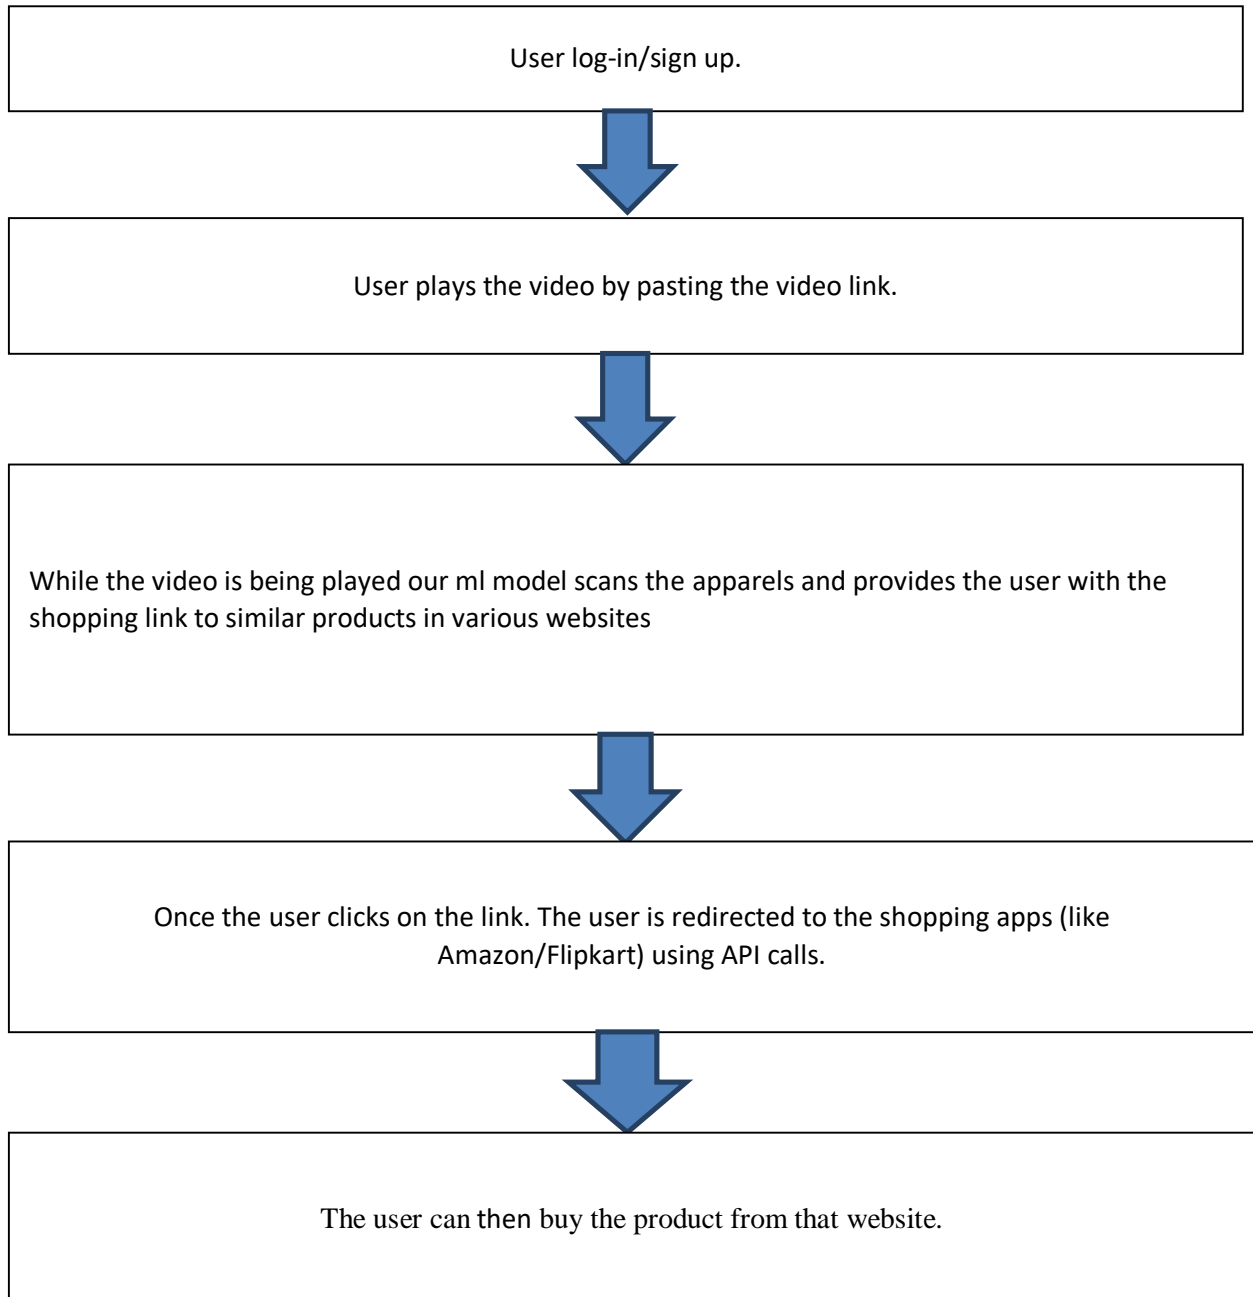 User log-in/sign up.
User plays the video by pasting the video link.
While the video is being played our ml model scans the apparels and provides the user with the
shopping link to similar products in various websites
Once the user clicks on the link. The user is redirected to the shopping apps (like
Amazon/Flipkart) using API calls.
The user can then buy the product from that website.